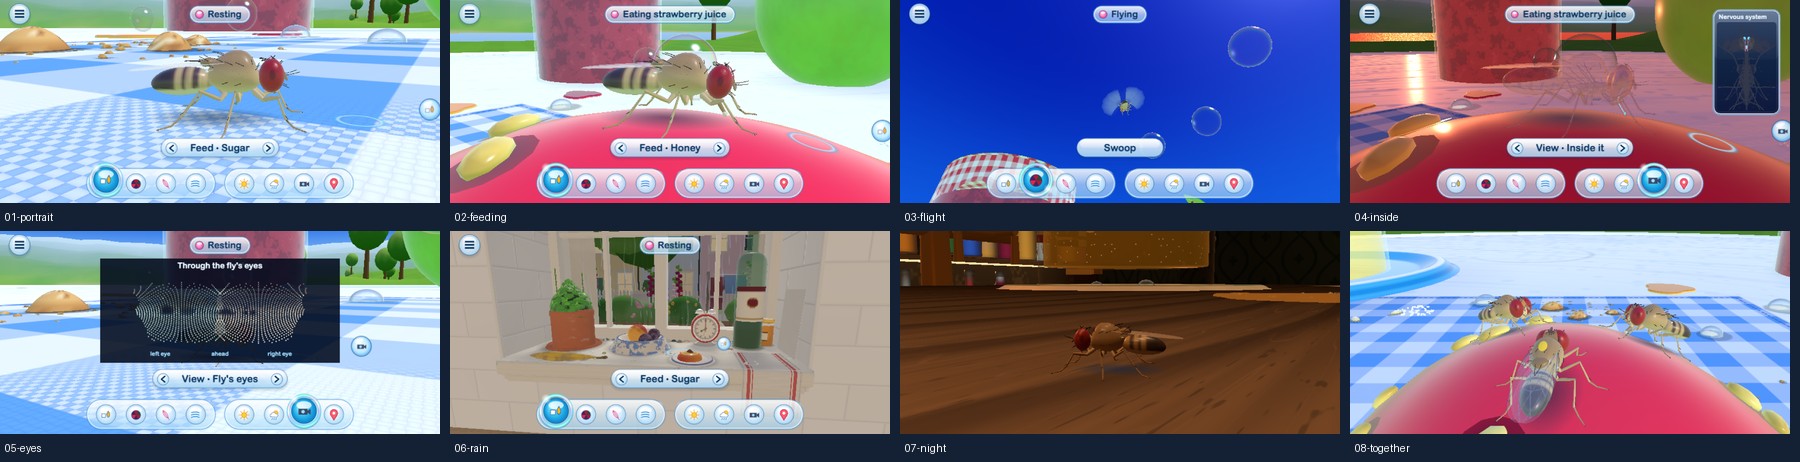 Resting
Eating strawberry juice
Flying
Eating strawberry juice
Nervous system
Feed · Sugar
Feed · Honey
Swoop
View · Inside it
01-portrait
02-feeding
03-flight
04-inside
Resting
Through the fly's eyes
left eye
ahead
right eye
View · Fly's eyes
Resting
Feed · Sugar
05-eyes
06-rain
07-night
08-together